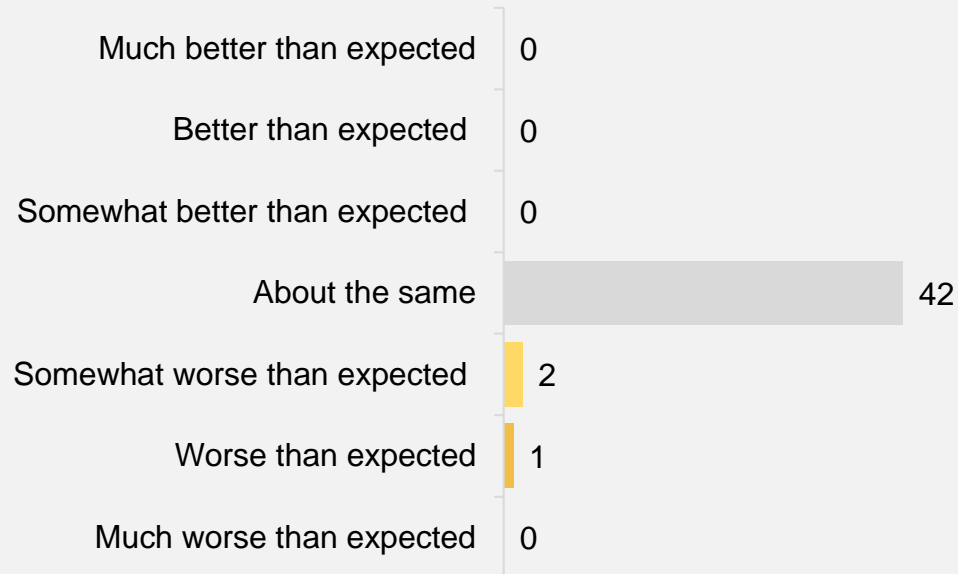 Much better than expected 0
Better than expected 0
Somewhat better than expected 0
About the same 42
Somewhat worse than expected 2
Worse than expected 1
Much worse than expected 0